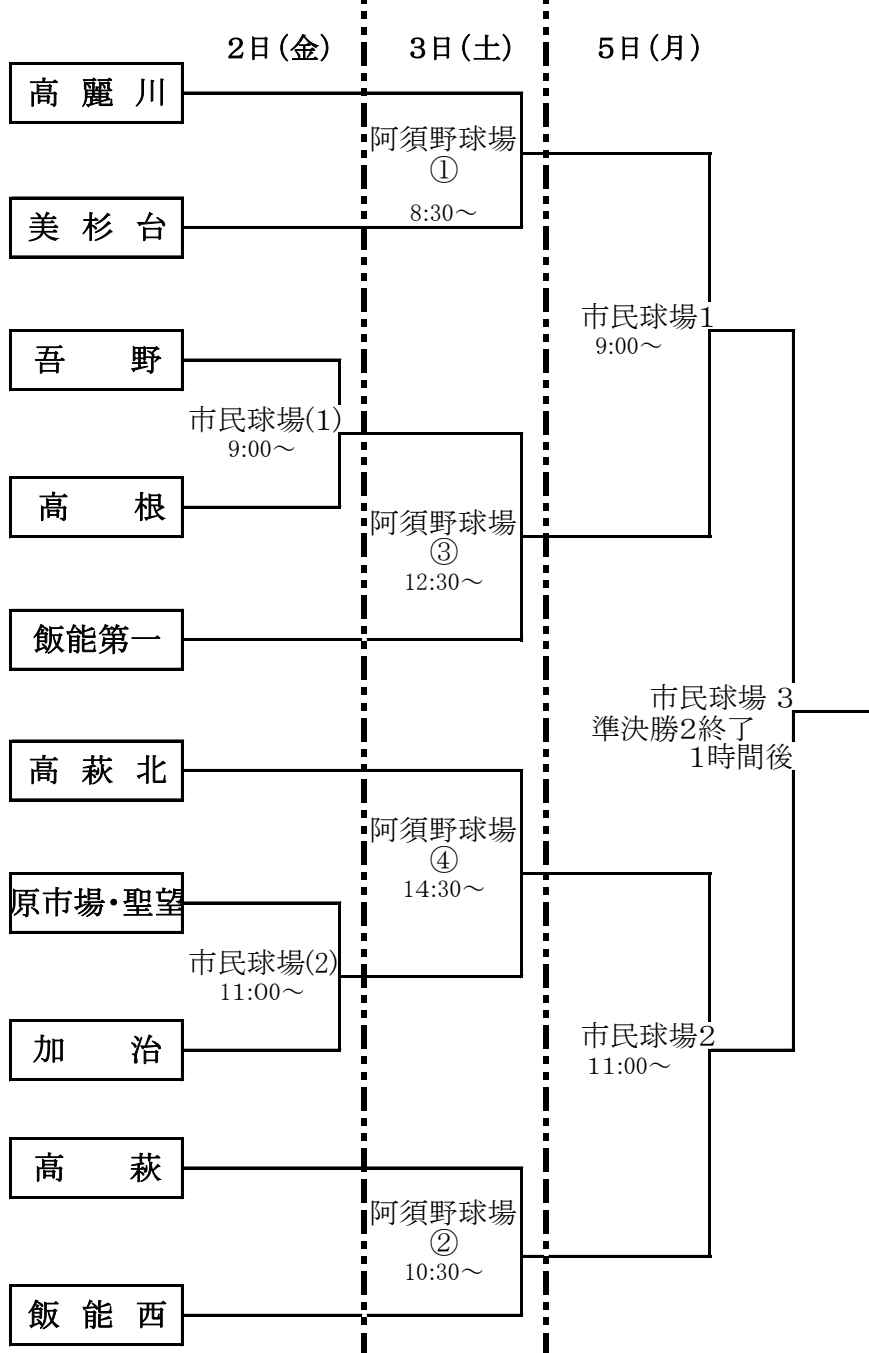 2日(金) 3日(土) 5日(月)
高麗川
阿須野球場
①
8:30～
美杉台
市民球場1
9:00～
吾野
市民球場(1)
9:00～
高根
阿須野球場
③
12:30～
飯能第一
市民球場 3
準決勝2終了
1時間後
高萩北
阿須野球場
④
14:30～
原市場・聖望
市民球場(2)
11:00～
加治
市民球場2
11:00～
高萩
阿須野球場
②
10:30～
飯能西